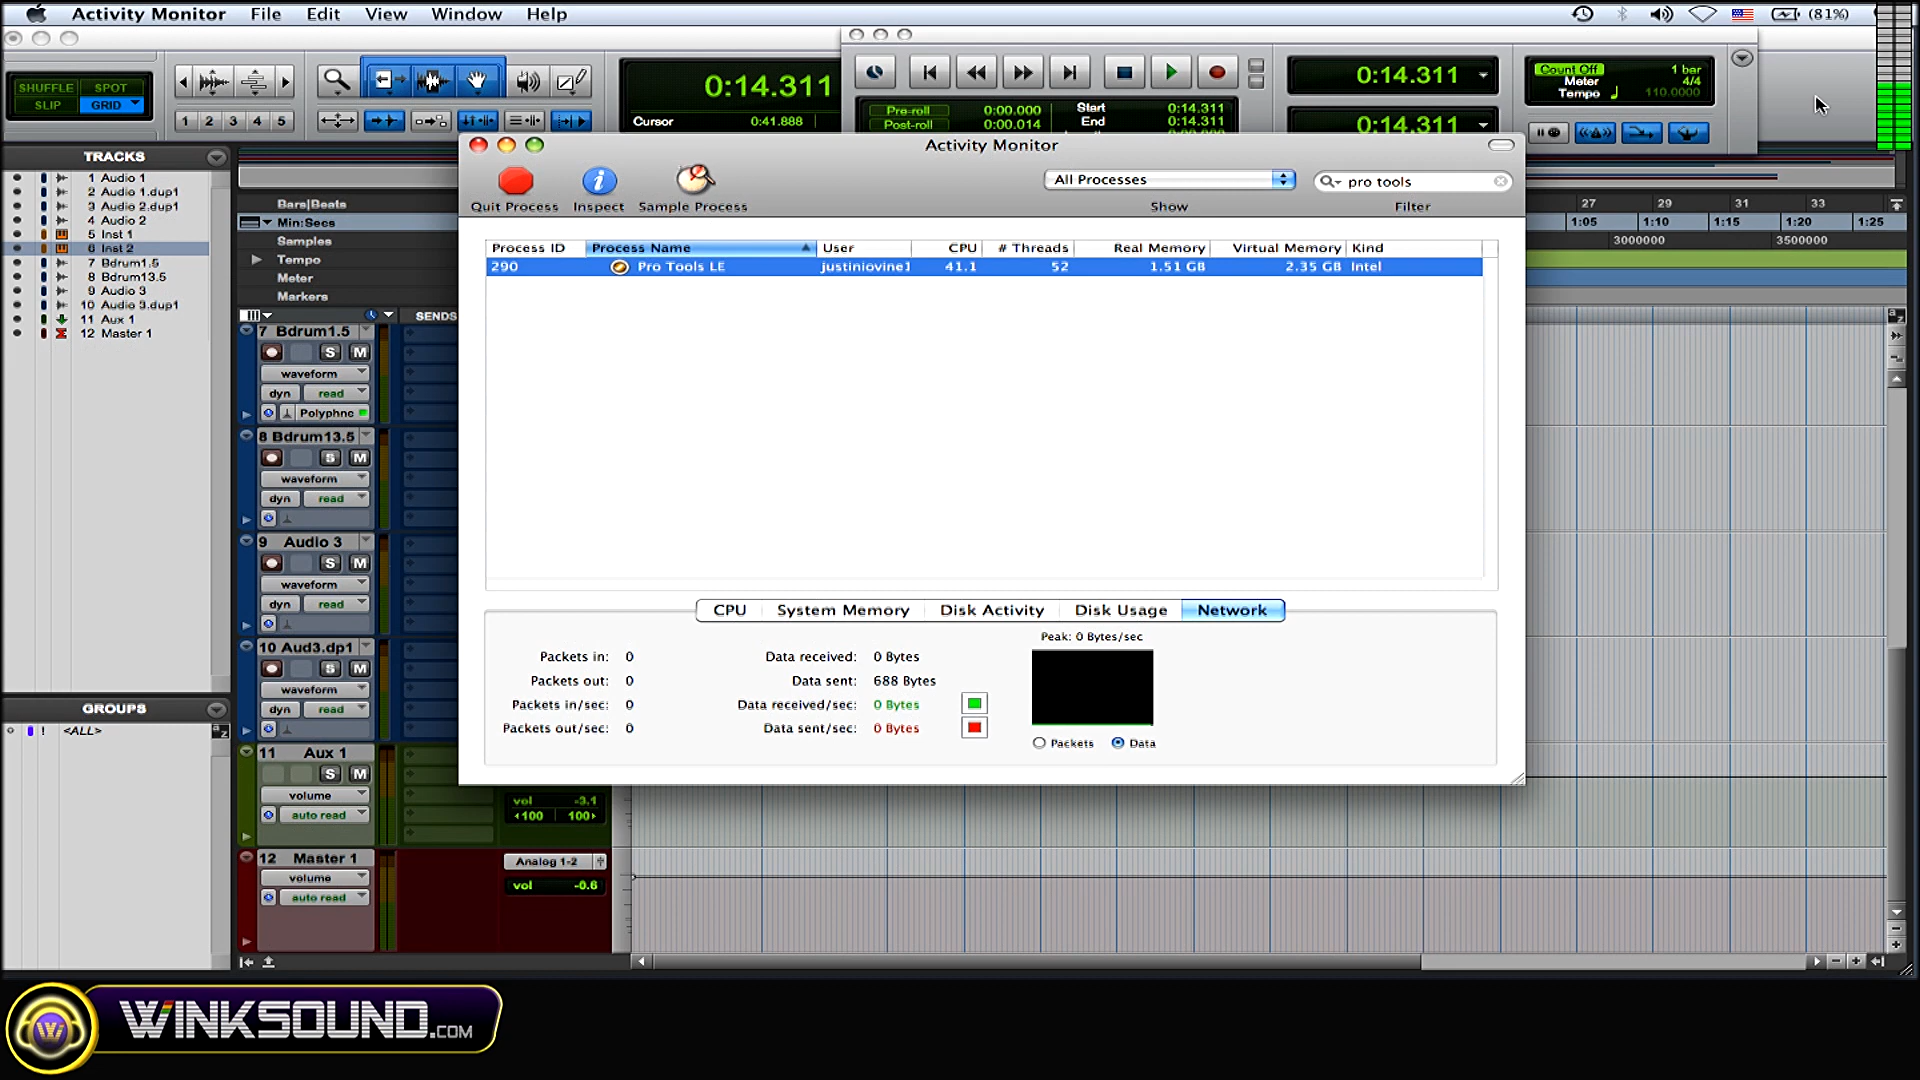 Activity Monitor File Edit View Window Help (81%)
SHUFFLE SPOT
SLIP GRID
1 2 3 4 5
0:14.311
Cursor 0:41.888
Pre-roll 0:00.000
Post-roll 0:00.014
Start 0:14.311
End 0:14.311
0:14.311
0:14.311
Count Off 1 bar
Meter 4/4
Tempo 110.0000
TRACKS
1 Audio 1
2 Audio 1.dup1
3 Audio 2.dup1
4 Audio 2
5 Inst 1
6 Inst 2
7 Bdrum1.5
8 Bdrum13.5
9 Audio 3
10 Audio 3.dup1
11 Aux 1
12 Master 1
GROUPS
! <ALL>
Bars|Beats
Min:Secs
Samples
Tempo
Meter
Markers
27 29 31 33
1:05 1:10 1:15 1:20 1:25
3000000 3500000
SENDS
7 Bdrum1.5
S M
waveform
dyn read
Polyphnc
8 Bdrum13.5
S M
waveform
dyn read
9 Audio 3
S M
waveform
dyn read
10 Aud3.dp1
S M
waveform
dyn read
11 Aux 1
S M
volume
auto read
vol -3.1
100 100
12 Master 1
volume
auto read
Analog 1-2
vol -0.6
Activity Monitor
Quit Process Inspect Sample Process
All Processes
Show
pro tools
Filter
Process ID Process Name User CPU # Threads Real Memory Virtual Memory Kind
290 Pro Tools LE justiniovine1 41.1 52 1.51 GB 2.35 GB Intel
CPU System Memory Disk Activity Disk Usage Network
Packets in: 0
Packets out: 0
Packets in/sec: 0
Packets out/sec: 0
Data received: 0 Bytes
Data sent: 688 Bytes
Data received/sec: 0 Bytes
Data sent/sec: 0 Bytes
Peak: 0 Bytes/sec
Packets Data
W WINKSOUND.COM